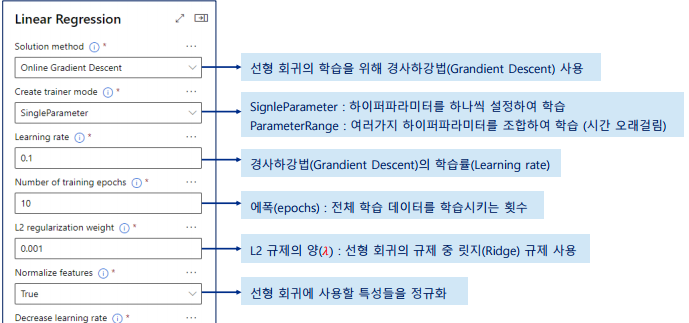 Linear Regression
Solution method *
Online Gradient Descent
선형 회귀의 학습을 위해 경사하강법(Grandient Descent) 사용
Create trainer mode *
SingleParameter
SignleParameter : 하이퍼파라미터를 하나씩 설정하여 학습
ParameterRange : 여러가지 하이퍼파라미터를 조합하여 학습 (시간 오래걸림)
Learning rate *
0.1
경사하강법(Grandient Descent)의 학습률(Learning rate)
Number of training epochs *
10
에폭(epochs) : 전체 학습 데이터를 학습시키는 횟수
L2 regularization weight *
0.001
L2 규제의 양(λ) : 선형 회귀의 규제 중 릿지(Ridge) 규제 사용
Normalize features *
True
선형 회귀에 사용할 특성들을 정규화
Decrease learning rate *